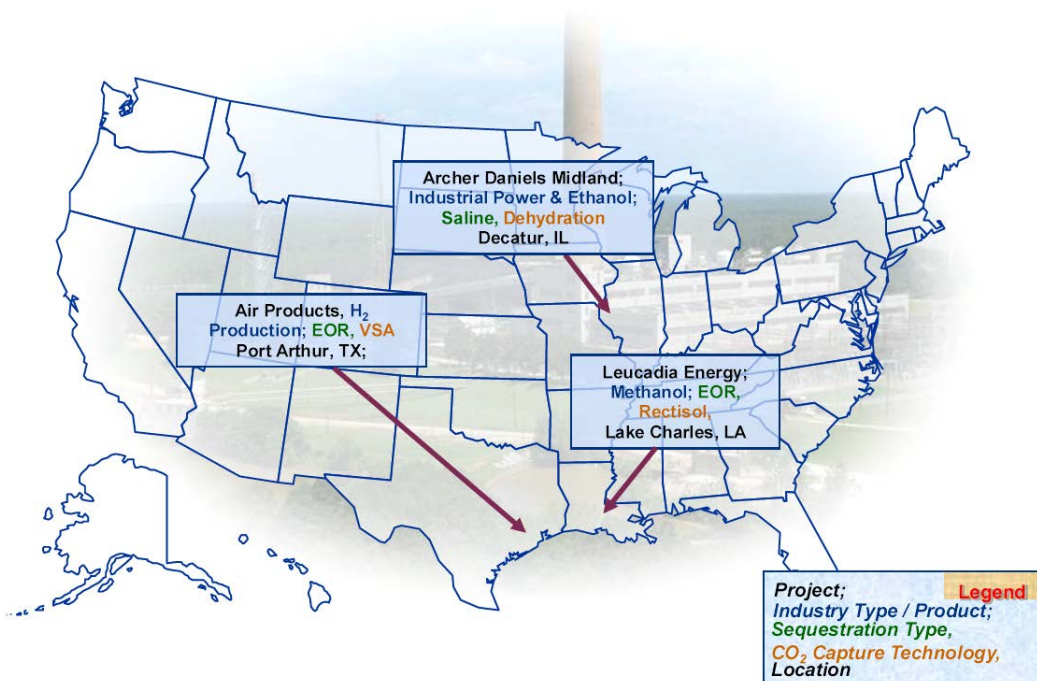 Archer Daniels Midland;
Industrial Power & Ethanol;
Saline, Dehydration
Decatur, IL
Air Products, H₂
Production; EOR, VSA
Port Arthur, TX;
Leucadia Energy;
Methanol; EOR,
Rectisol,
Lake Charles, LA
Legend
Project;
Industry Type / Product;
Sequestration Type,
CO₂ Capture Technology,
Location